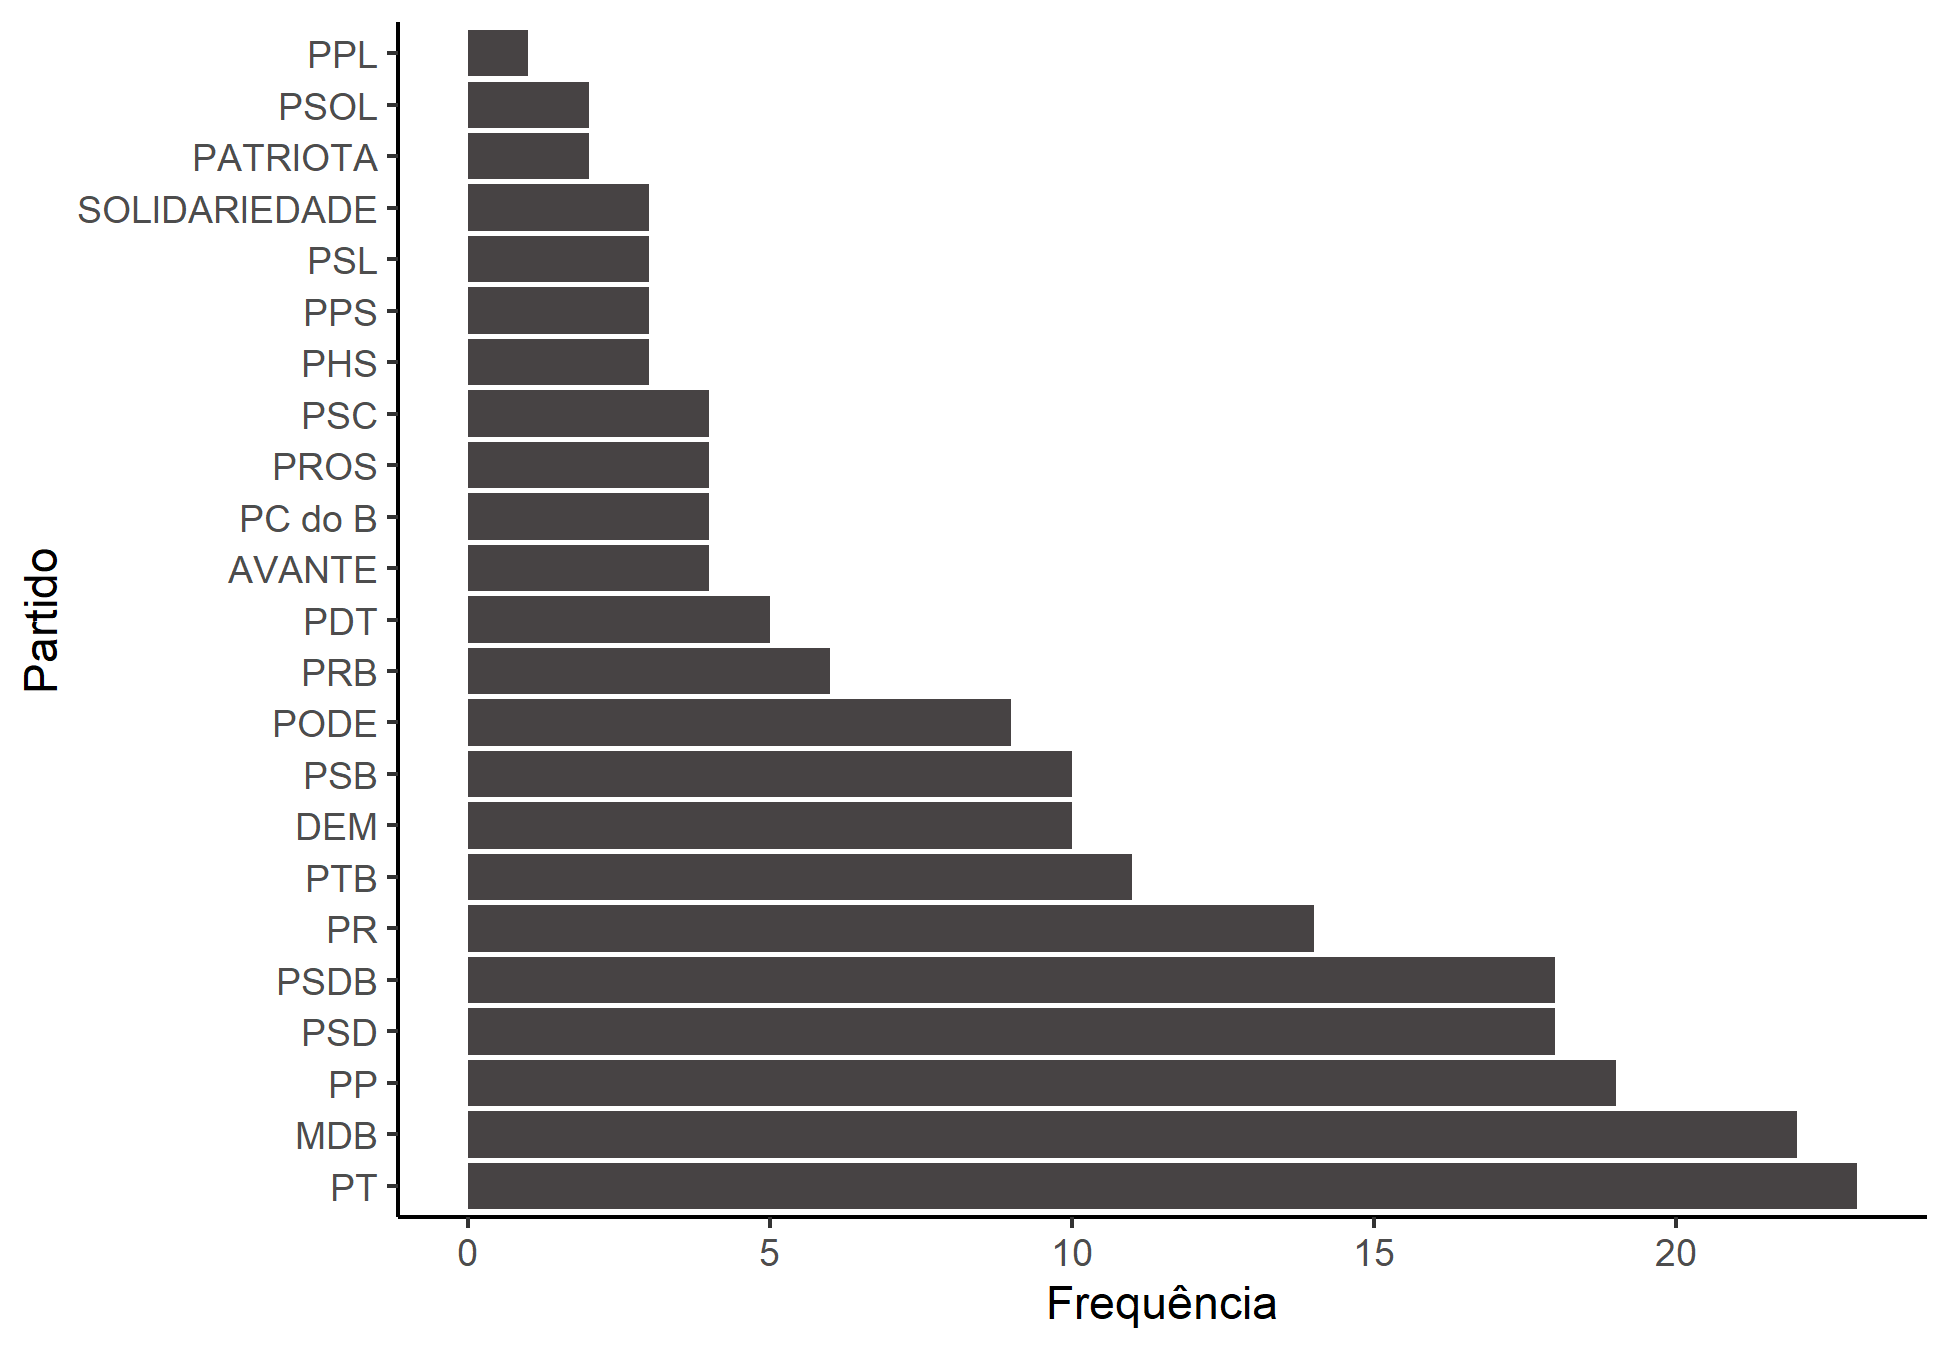 PPL
PSOL
PATRIOTA
SOLIDARIEDADE
PSL
PPS
PHS
PSC
PROS
PC do B
AVANTE
PDT
PRB
PODE
PSB
DEM
PTB
PR
PSDB
PSD
PP
MDB
PT
Partido
0 5 10 15 20
Frequência